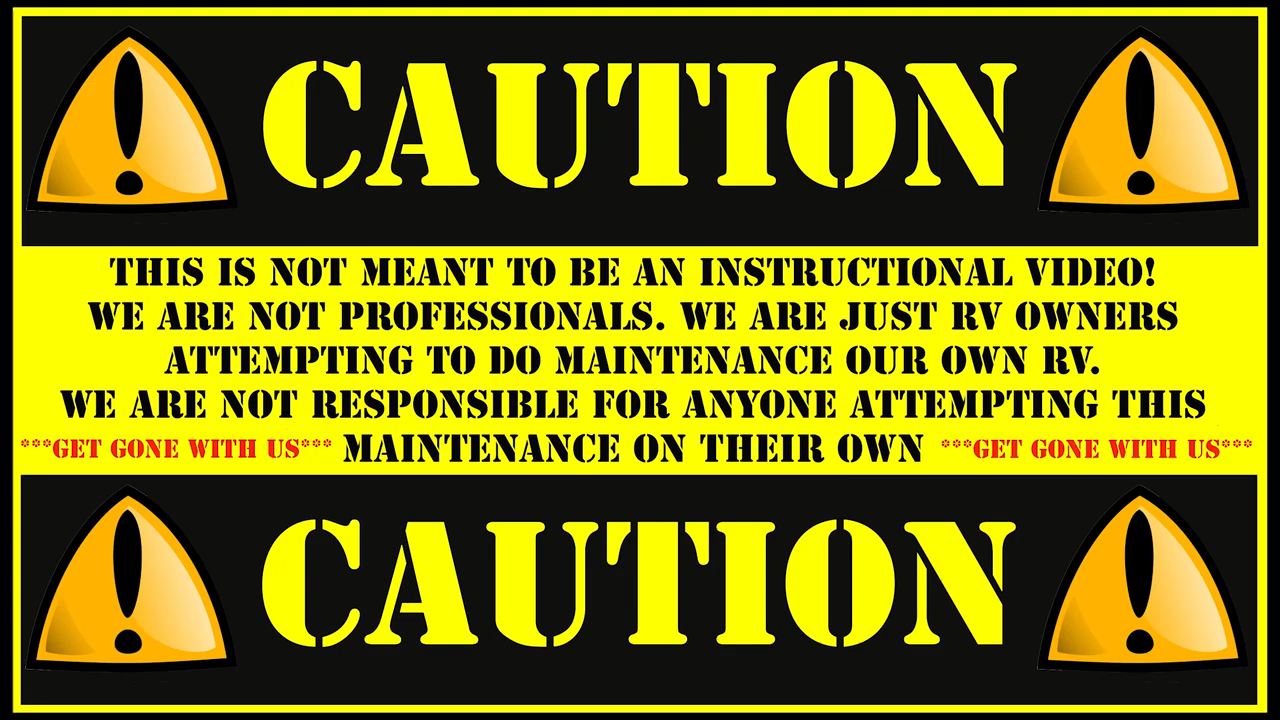 CAUTION
THIS IS NOT MEANT TO BE AN INSTRUCTIONAL VIDEO!
WE ARE NOT PROFESSIONALS. WE ARE JUST RV OWNERS
ATTEMPTING TO DO MAINTENANCE OUR OWN RV.
WE ARE NOT RESPONSIBLE FOR ANYONE ATTEMPTING THIS
***GET GONE WITH US*** MAINTENANCE ON THEIR OWN ***GET GONE WITH US***
CAUTION